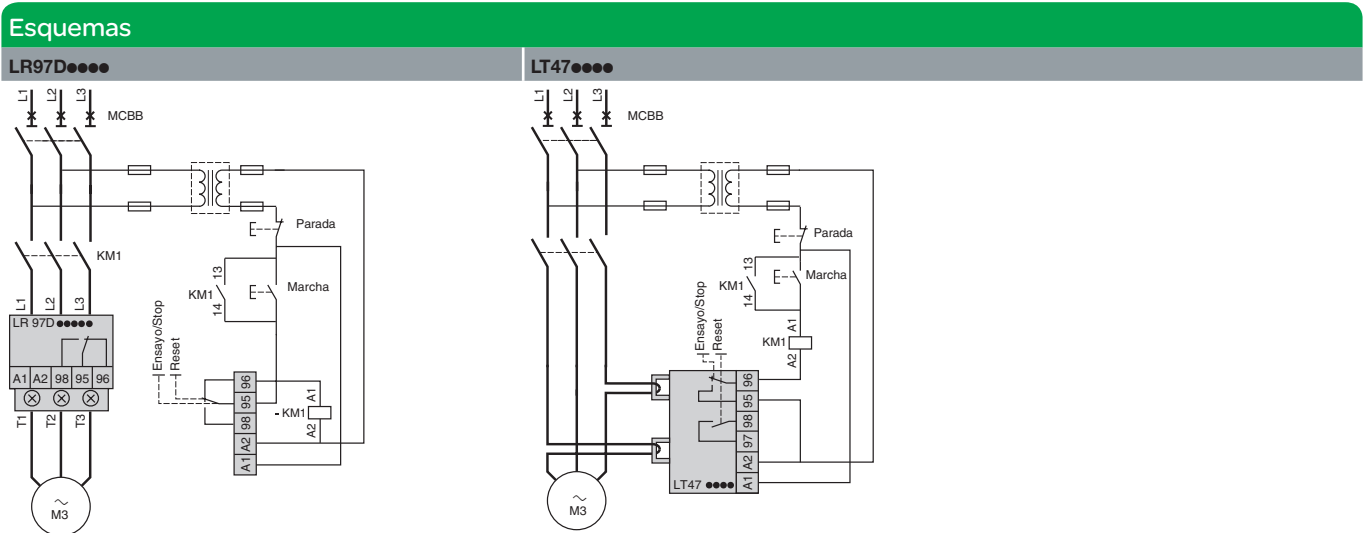 Esquemas
LR97D●●●●
LT47●●●●
L1
L2
L3
MCBB
Parada
KM1
13
14
KM1
Marcha
L1
L2
L3
LR 97D ●●●●●
A1 A2 98 95 96
T1
T2
T3
M3
Ensayo/Stop
Reset
96
95
98
A2
A1
- KM1
A1
A2
L1
L2
L3
MCBB
Parada
13
14
KM1
Marcha
KM1
A1
A2
Ensayo/Stop
Reset
96
95
98
97
A2
A1
LT47 ●●●●
M3